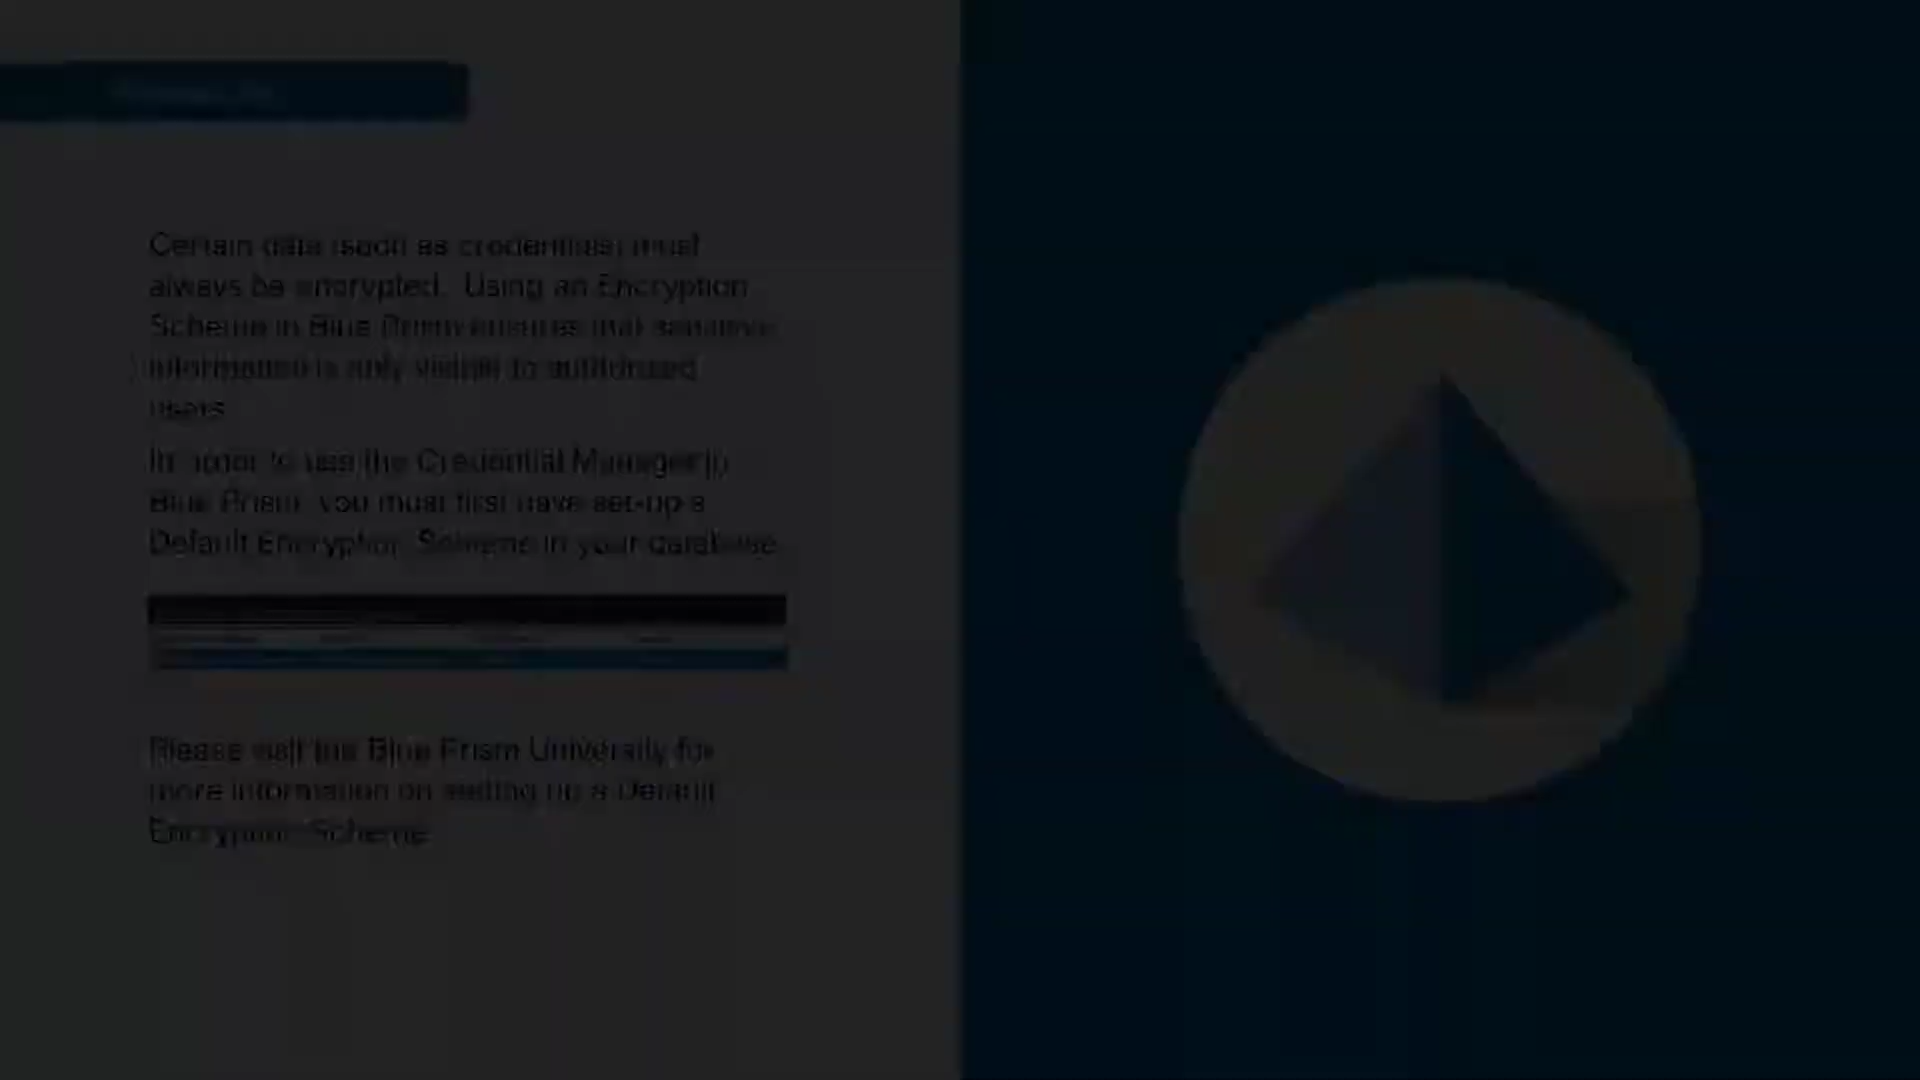 Certain data (such as credentials) must
always be encrypted. Using an Encryption
Scheme in Blue Prism ensures that sensitive
information is only visible to authorized
users.
In order to use the Credential Manager in
Blue Prism, you must first have set-up a
Default Encryption Scheme in your database.
Please visit the Blue Prism University for
more information on setting up a Default
Encryption Scheme.